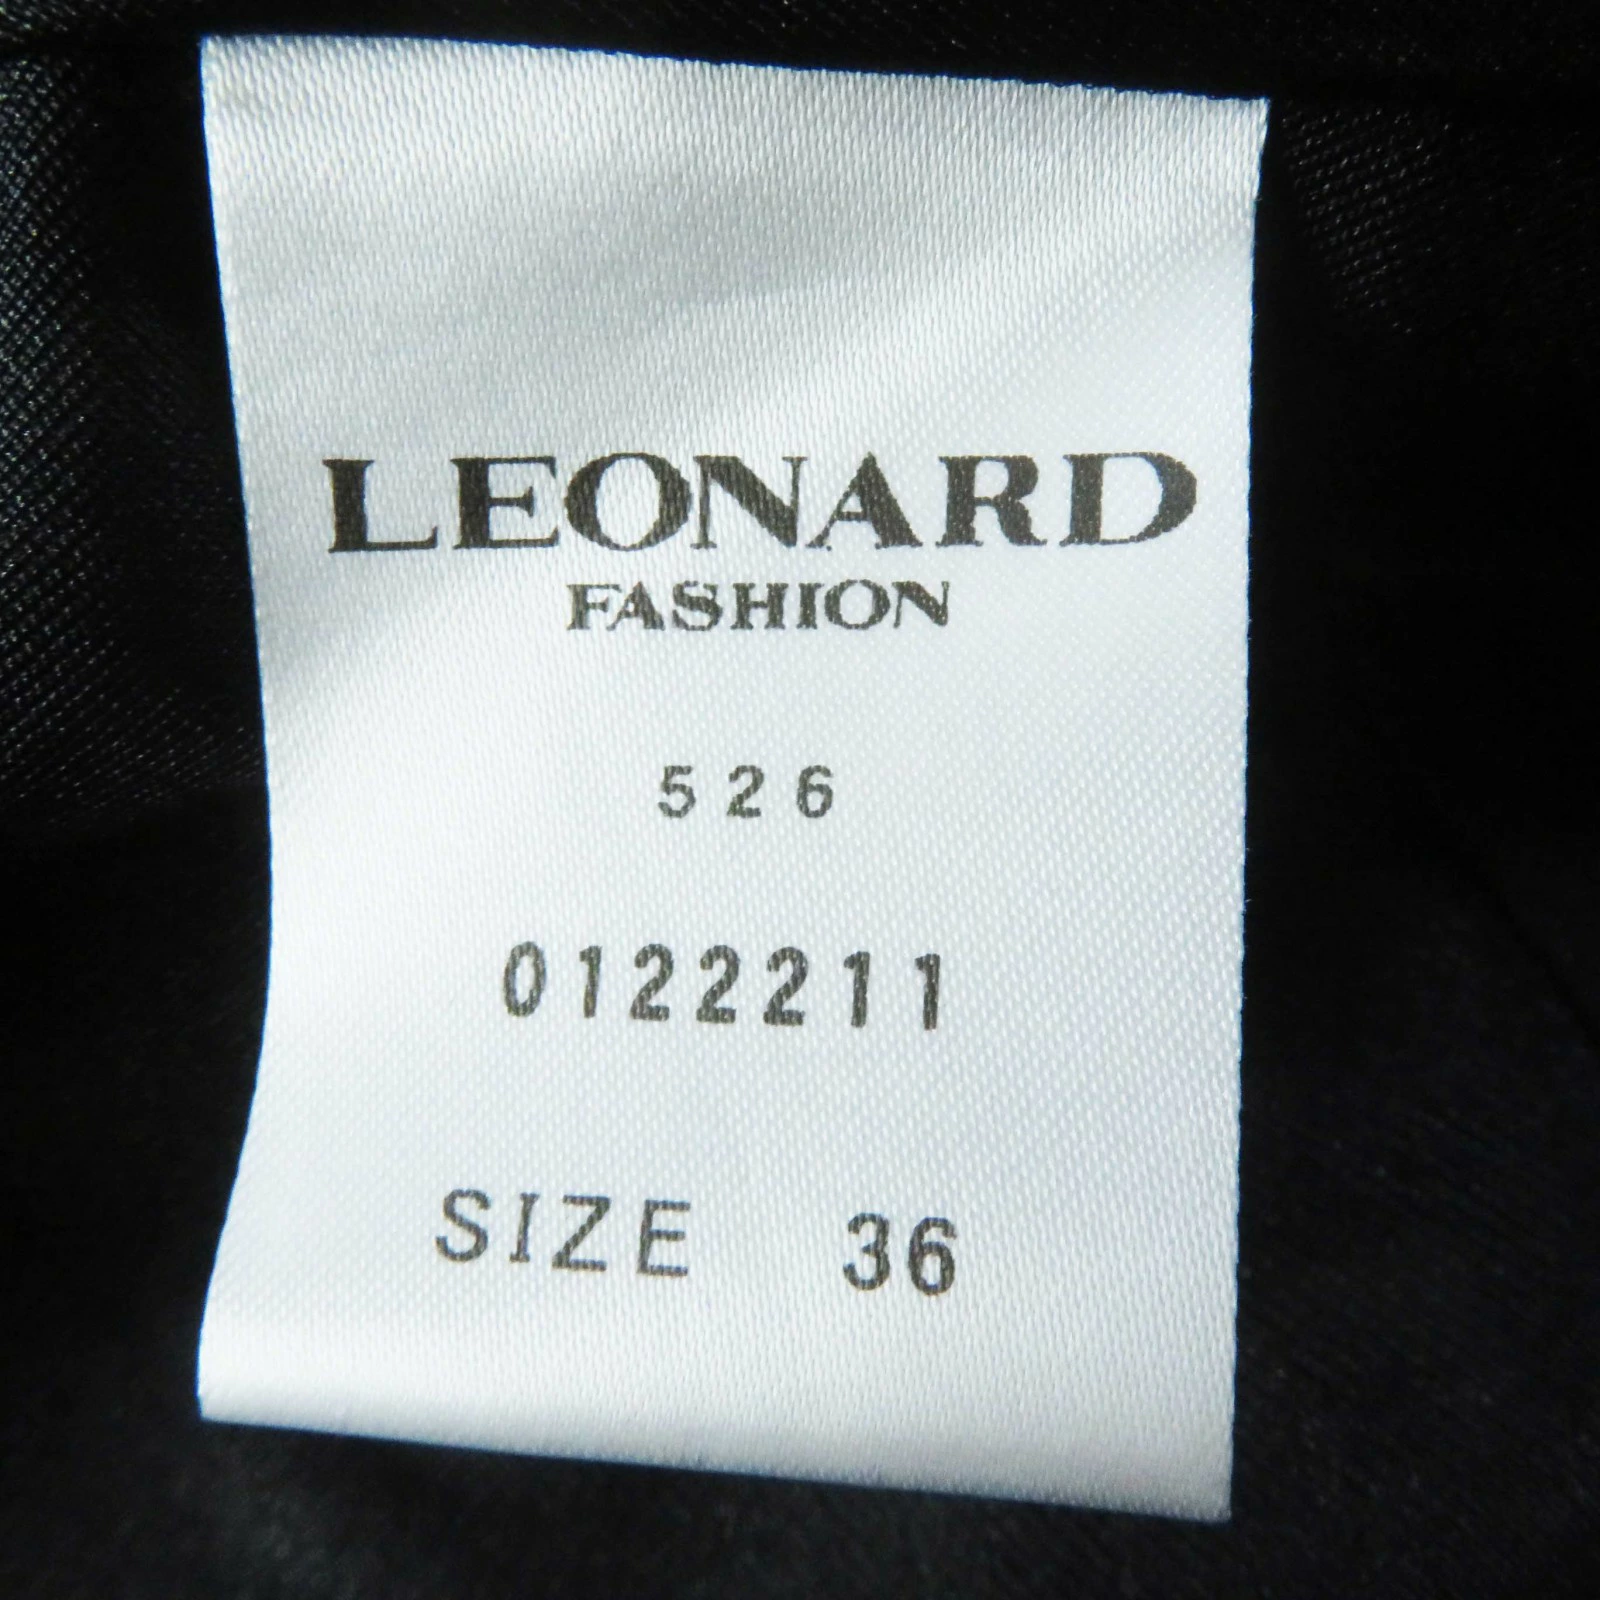 LEONARD
FASHION
526
0122211
SIZE 36